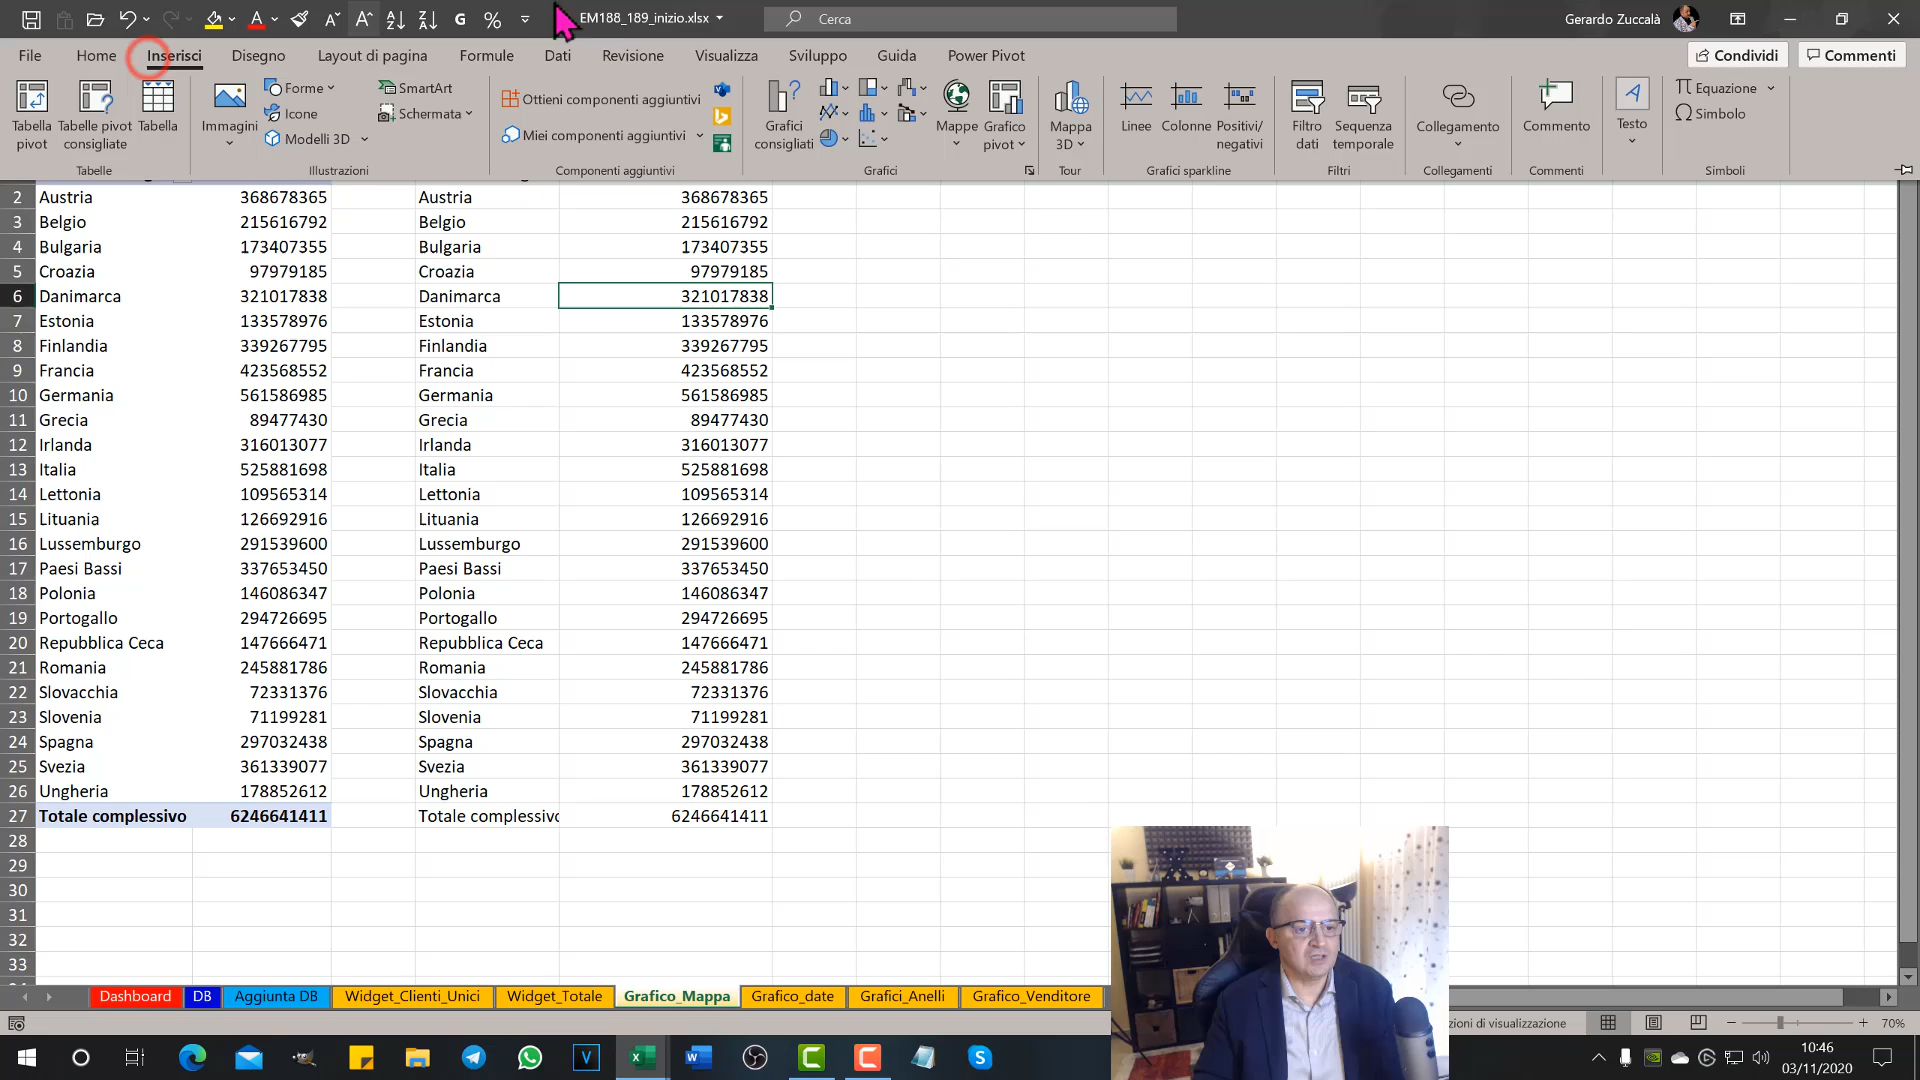 EM188_189_inizio.xlsx
Cerca
Gerardo Zuccalà
File Home Inserisci Disegno Layout di pagina Formule Dati Revisione Visualizza Sviluppo Guida Power Pivot
Condividi
Commenti
Tabella pivot
Tabelle pivot consigliate
Tabella
Immagini
Forme
Icone
Modelli 3D
SmartArt
Schermata
Ottieni componenti aggiuntivi
Miei componenti aggiuntivi
Grafici consigliati
Mappe
Grafico pivot
Mappa 3D
Linee
Colonne
Positivi/negativi
Filtro dati
Sequenza temporale
Collegamento
Commento
Testo
Equazione
Simbolo
Tabelle Illustrazioni Componenti aggiuntivi Grafici Tour Grafici sparkline Filtri Collegamenti Commenti Simboli
2 Austria 368678365 Austria 368678365
3 Belgio 215616792 Belgio 215616792
4 Bulgaria 173407355 Bulgaria 173407355
5 Croazia 97979185 Croazia 97979185
6 Danimarca 321017838 Danimarca 321017838
7 Estonia 133578976 Estonia 133578976
8 Finlandia 339267795 Finlandia 339267795
9 Francia 423568552 Francia 423568552
10 Germania 561586985 Germania 561586985
11 Grecia 89477430 Grecia 89477430
12 Irlanda 316013077 Irlanda 316013077
13 Italia 525881698 Italia 525881698
14 Lettonia 109565314 Lettonia 109565314
15 Lituania 126692916 Lituania 126692916
16 Lussemburgo 291539600 Lussemburgo 291539600
17 Paesi Bassi 337653450 Paesi Bassi 337653450
18 Polonia 146086347 Polonia 146086347
19 Portogallo 294726695 Portogallo 294726695
20 Repubblica Ceca 147666471 Repubblica Ceca 147666471
21 Romania 245881786 Romania 245881786
22 Slovacchia 72331376 Slovacchia 72331376
23 Slovenia 71199281 Slovenia 71199281
24 Spagna 297032438 Spagna 297032438
25 Svezia 361339077 Svezia 361339077
26 Ungheria 178852612 Ungheria 178852612
27 Totale complessivo 6246641411 Totale complessivo 6246641411
28
29
30
31
32
33
Dashboard DB Aggiunta DB Widget_Clienti_Unici Widget_Totale Grafico_Mappa Grafico_date Grafici_Anelli Grafico_Venditore
zioni di visualizzazione
70%
10:46
03/11/2020